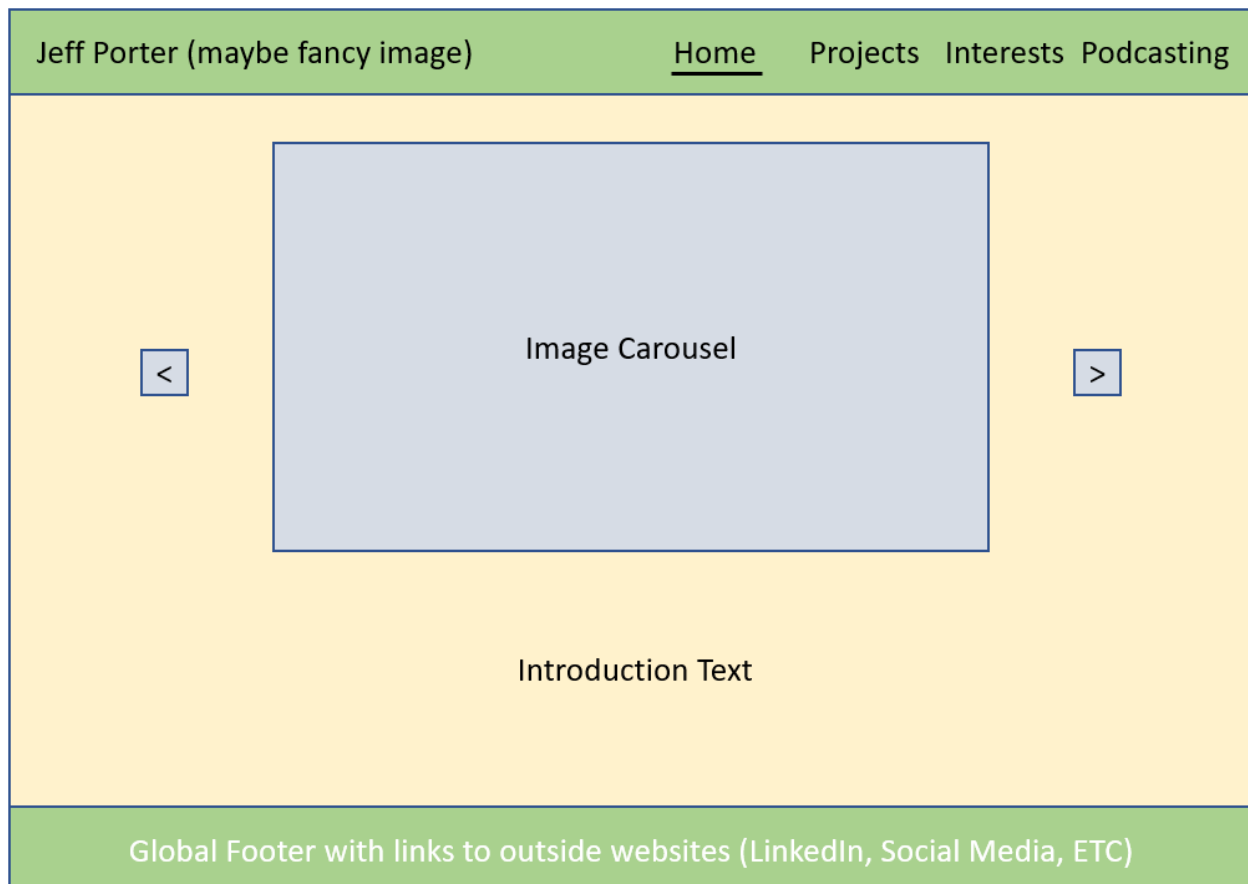 Jeff Porter (maybe fancy image) Home Projects Interests Podcasting
Image Carousel
< >
Introduction Text
Global Footer with links to outside websites (LinkedIn, Social Media, ETC)